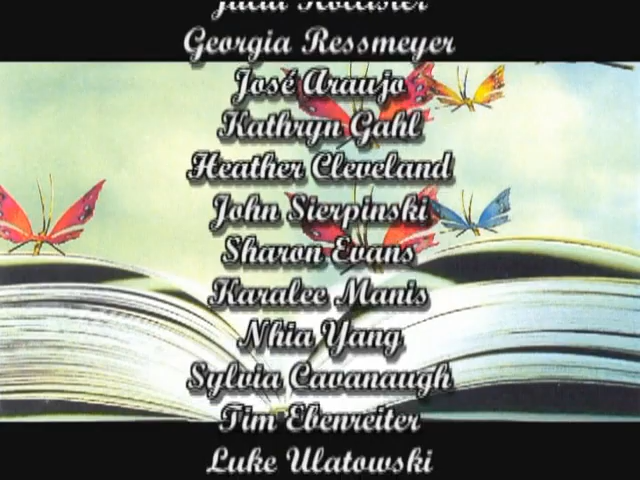 Georgia Ressmeyer
José Araujo
Kathryn Gahl
Heather Cleveland
John Sierpinski
Sharon Evans
Karalee Manis
Nhia Yang
Sylvia Cavanaugh
Tim Ebenreiter
Luke Ulatowski